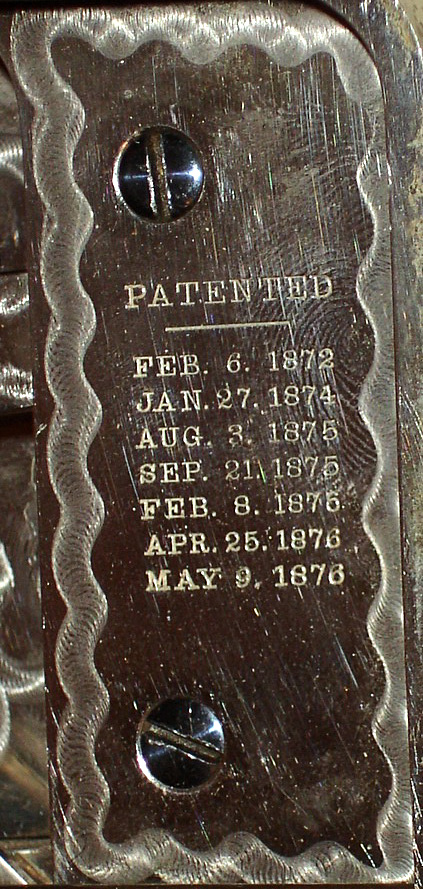 PATENTED
FEB. 6. 1872
JAN. 27. 1874
AUG. 3. 1875
SEP. 21. 1875
FEB. 8. 1876
APR. 25. 1876
MAY 9. 1876